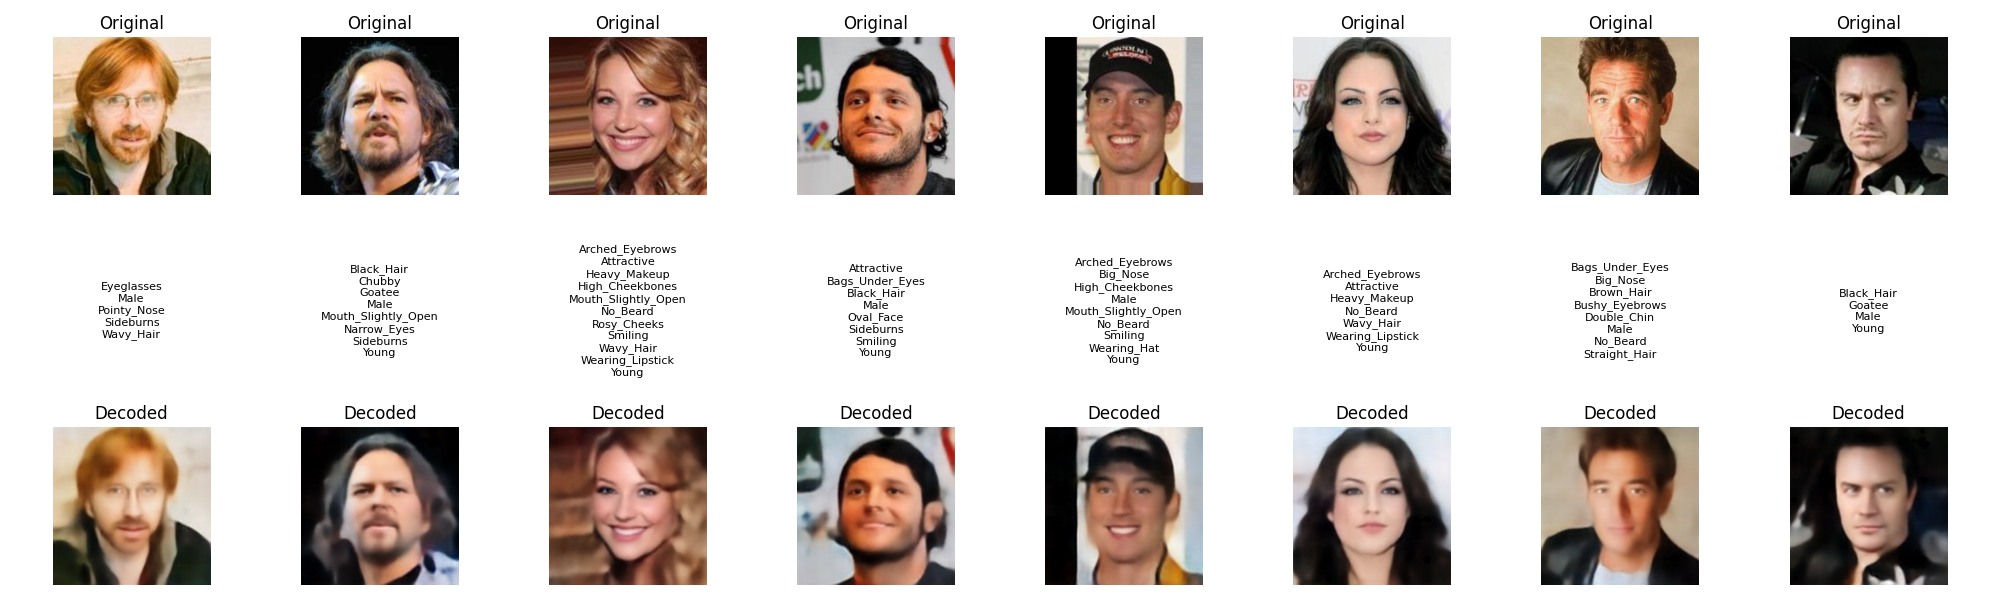 Original
Original
Original
Original
Original
Original
Original
Original
ch
LINCOLN
Eyeglasses
Male
Pointy_Nose
Sideburns
Wavy_Hair
Black_Hair
Chubby
Goatee
Male
Mouth_Slightly_Open
Narrow_Eyes
Sideburns
Young
Arched_Eyebrows
Attractive
Heavy_Makeup
High_Cheekbones
Mouth_Slightly_Open
No_Beard
Rosy_Cheeks
Smiling
Wavy_Hair
Wearing_Lipstick
Young
Attractive
Bags_Under_Eyes
Black_Hair
Male
Oval_Face
Sideburns
Smiling
Young
Arched_Eyebrows
Big_Nose
High_Cheekbones
Male
Mouth_Slightly_Open
No_Beard
Smiling
Wearing_Hat
Young
Arched_Eyebrows
Attractive
Heavy_Makeup
No_Beard
Wavy_Hair
Wearing_Lipstick
Young
Bags_Under_Eyes
Big_Nose
Brown_Hair
Bushy_Eyebrows
Double_Chin
Male
No_Beard
Straight_Hair
Black_Hair
Goatee
Male
Young
Decoded
Decoded
Decoded
Decoded
Decoded
Decoded
Decoded
Decoded